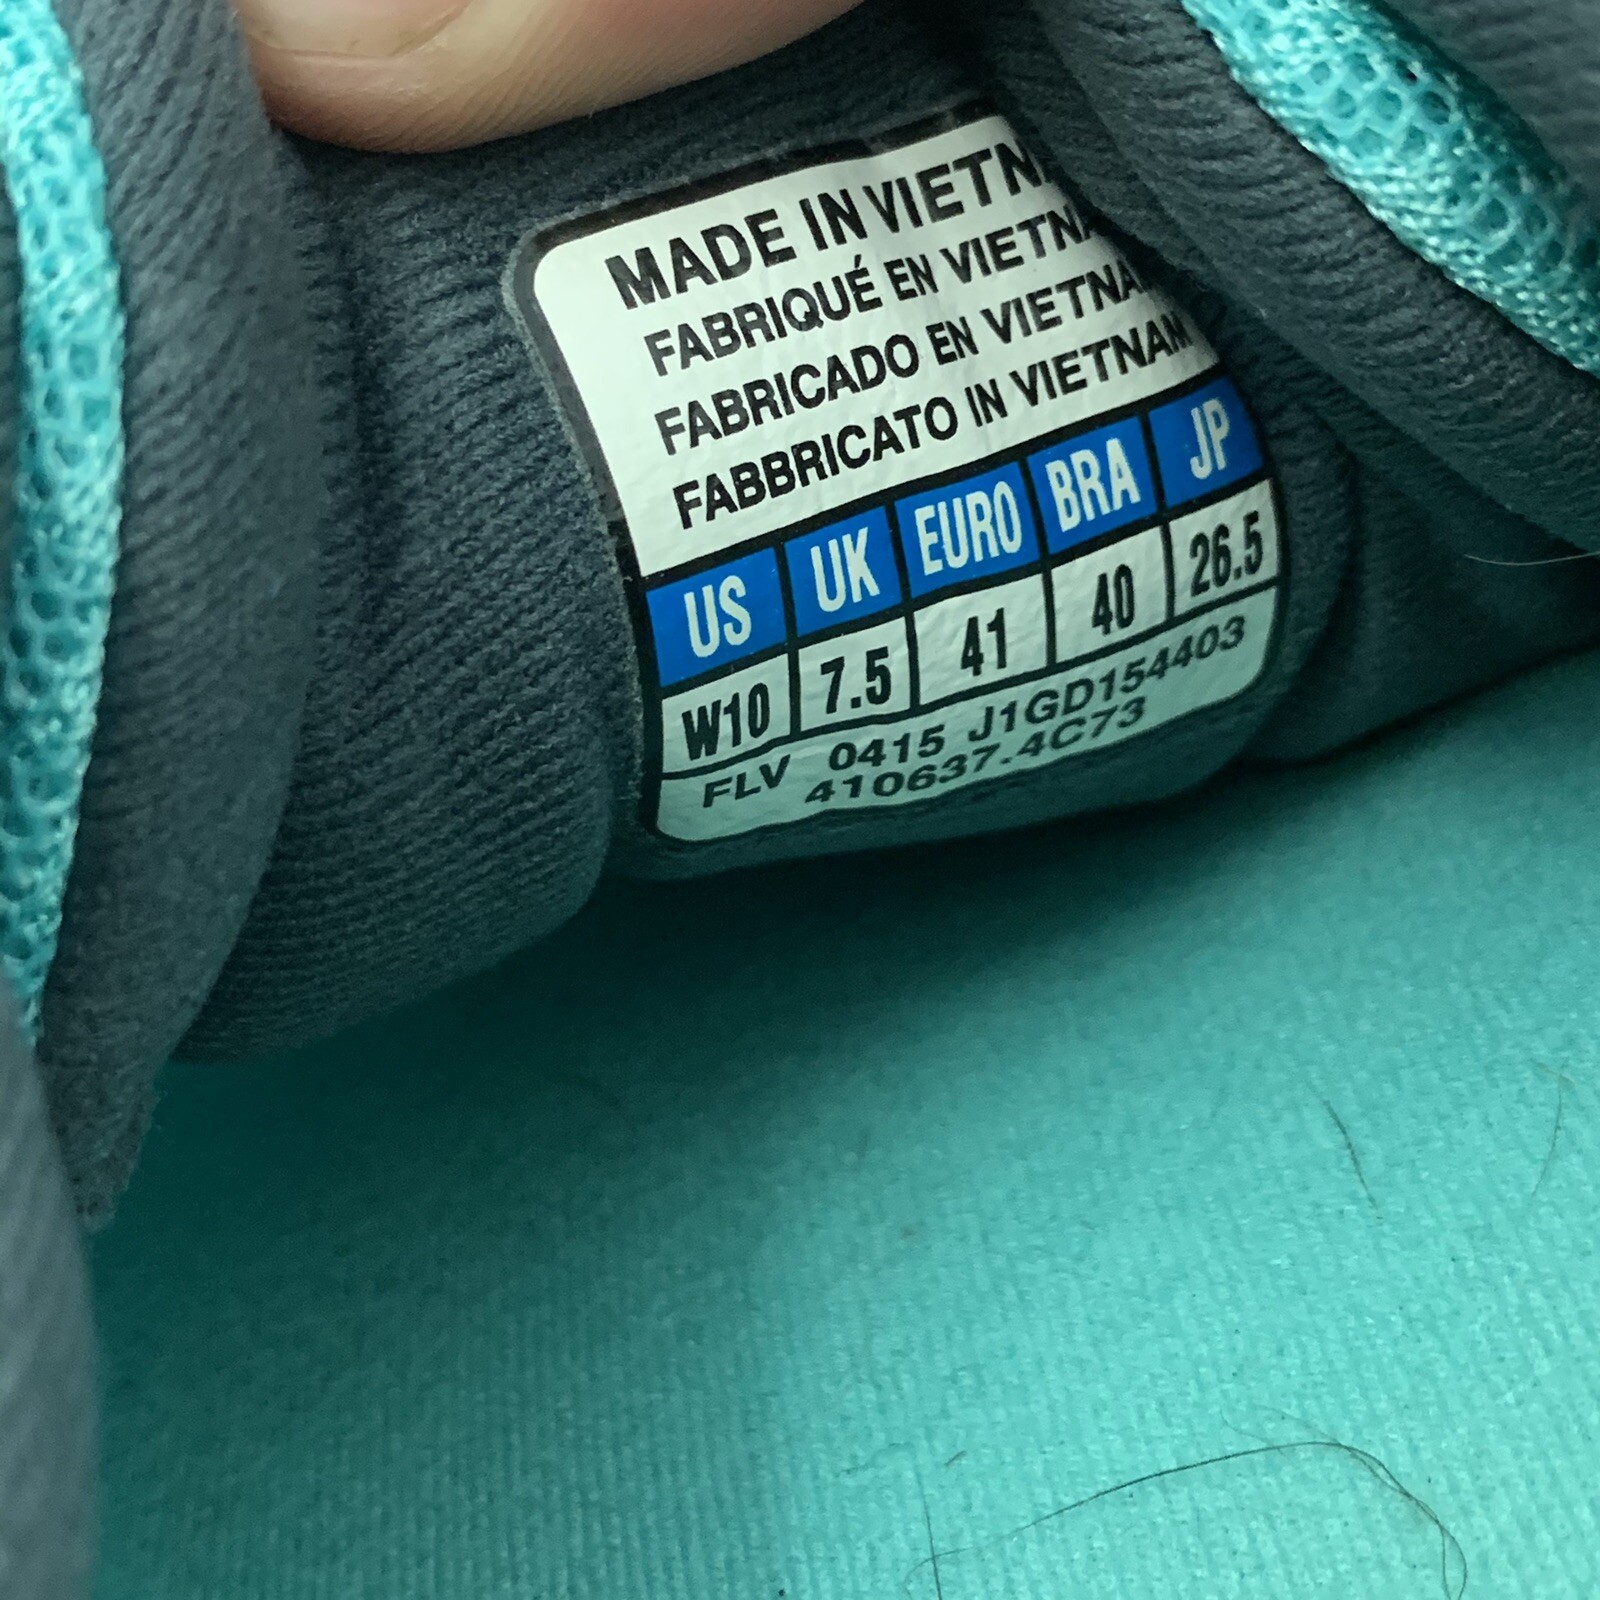 MADE IN VIETN
FABRIQUÉ EN VIETNA
FABRICADO EN VIETNA
FABBRICATO IN VIETNAM
US UK EURO BRA JP
W10 7.5 41 40 26.5
FLV 0415 J1GD154403
410637.4C73